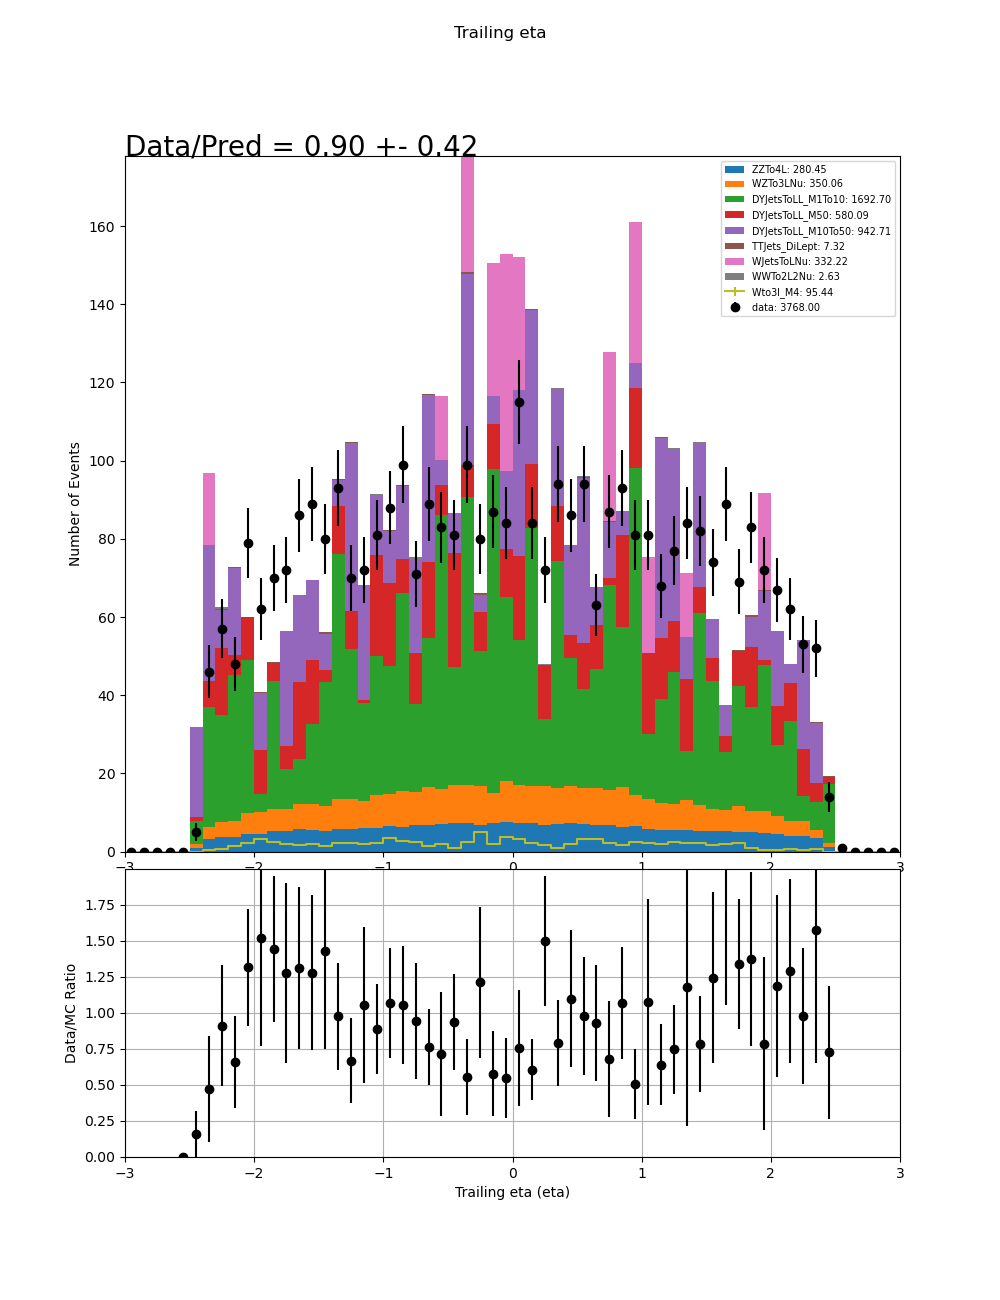 Trailing eta
Data/Pred = 0.90 +- 0.42
ZZTo4L: 280.45
WZTo3LNu: 350.06
DYJetsToLL_M1To10: 1692.70
DYJetsToLL_M50: 580.09
DYJetsToLL_M10To50: 942.71
TTJets_DiLept: 7.32
WJetsToLNu: 332.22
WWTo2L2Nu: 2.63
Wto3l_M4: 95.44
data: 3768.00
160
140
120
100
80
60
40
20
0
Number of Events
−3 −2 −1 0 1 2 3
1.75
1.50
1.25
1.00
0.75
0.50
0.25
0.00
Data/MC Ratio
−3 −2 −1 0 1 2 3
Trailing eta (eta)